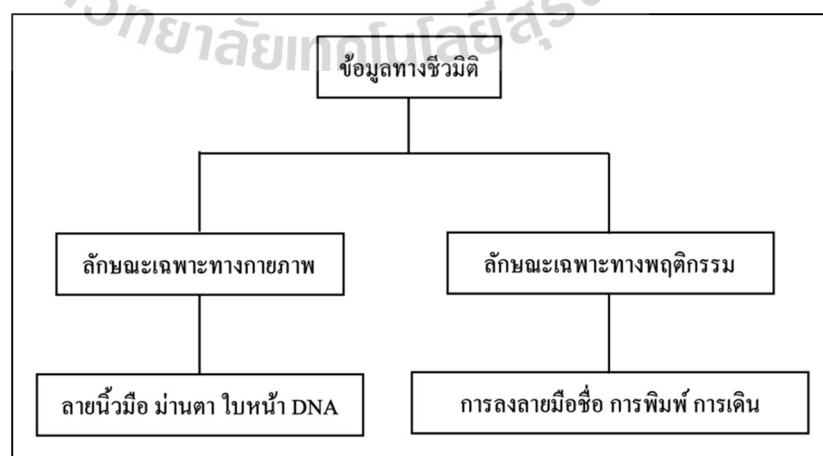 ข้อมูลทางชีวมิติ
ลักษณะเฉพาะทางกายภาพ
ลักษณะเฉพาะทางพฤติกรรม
ลายนิ้วมือ ม่านตา ใบหน้า DNA
การลงลายมือชื่อ การพิมพ์ การเดิน